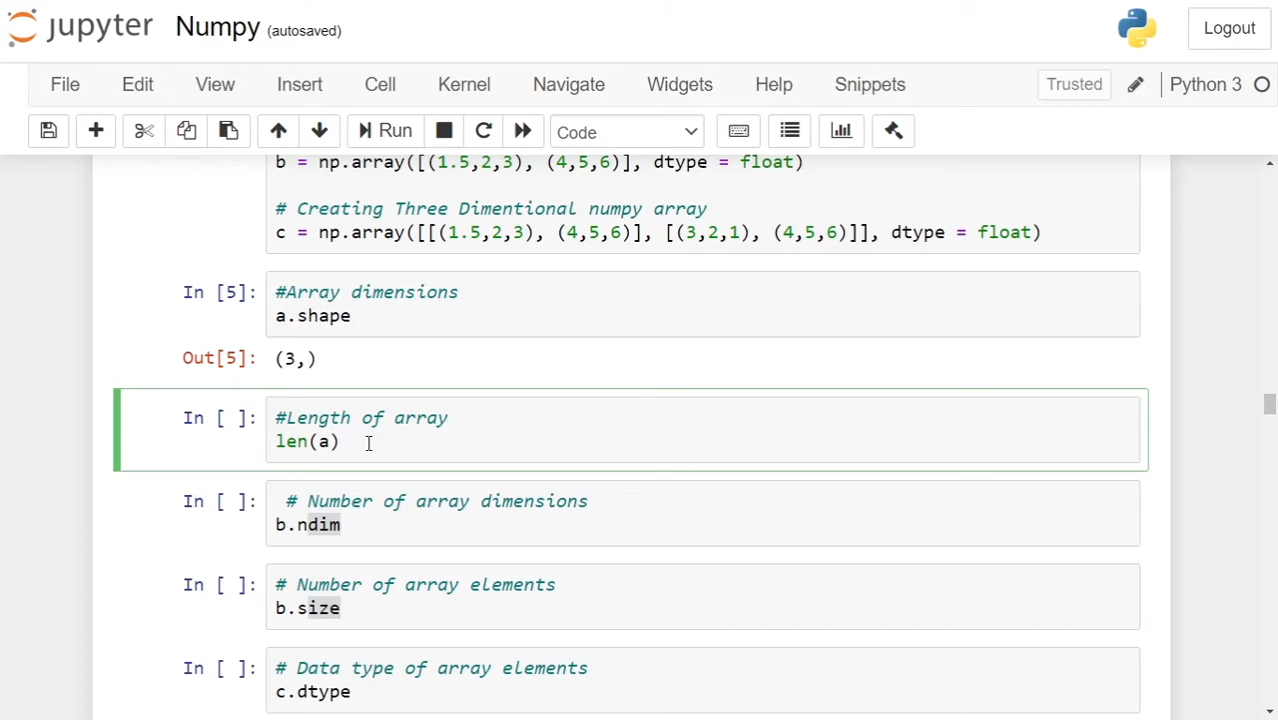 jupyter Numpy (autosaved) Logout
File Edit View Insert Cell Kernel Navigate Widgets Help Snippets Trusted Python 3
Run Code
b = np.array([(1.5,2,3), (4,5,6)], dtype = float)
# Creating Three Dimentional numpy array
c = np.array([[(1.5,2,3), (4,5,6)], [(3,2,1), (4,5,6)]], dtype = float)
In [5]: #Array dimensions
a.shape
Out[5]: (3,)
In [ ]: #Length of array
len(a)
In [ ]: # Number of array dimensions
b.ndim
In [ ]: # Number of array elements
b.size
In [ ]: # Data type of array elements
c.dtype